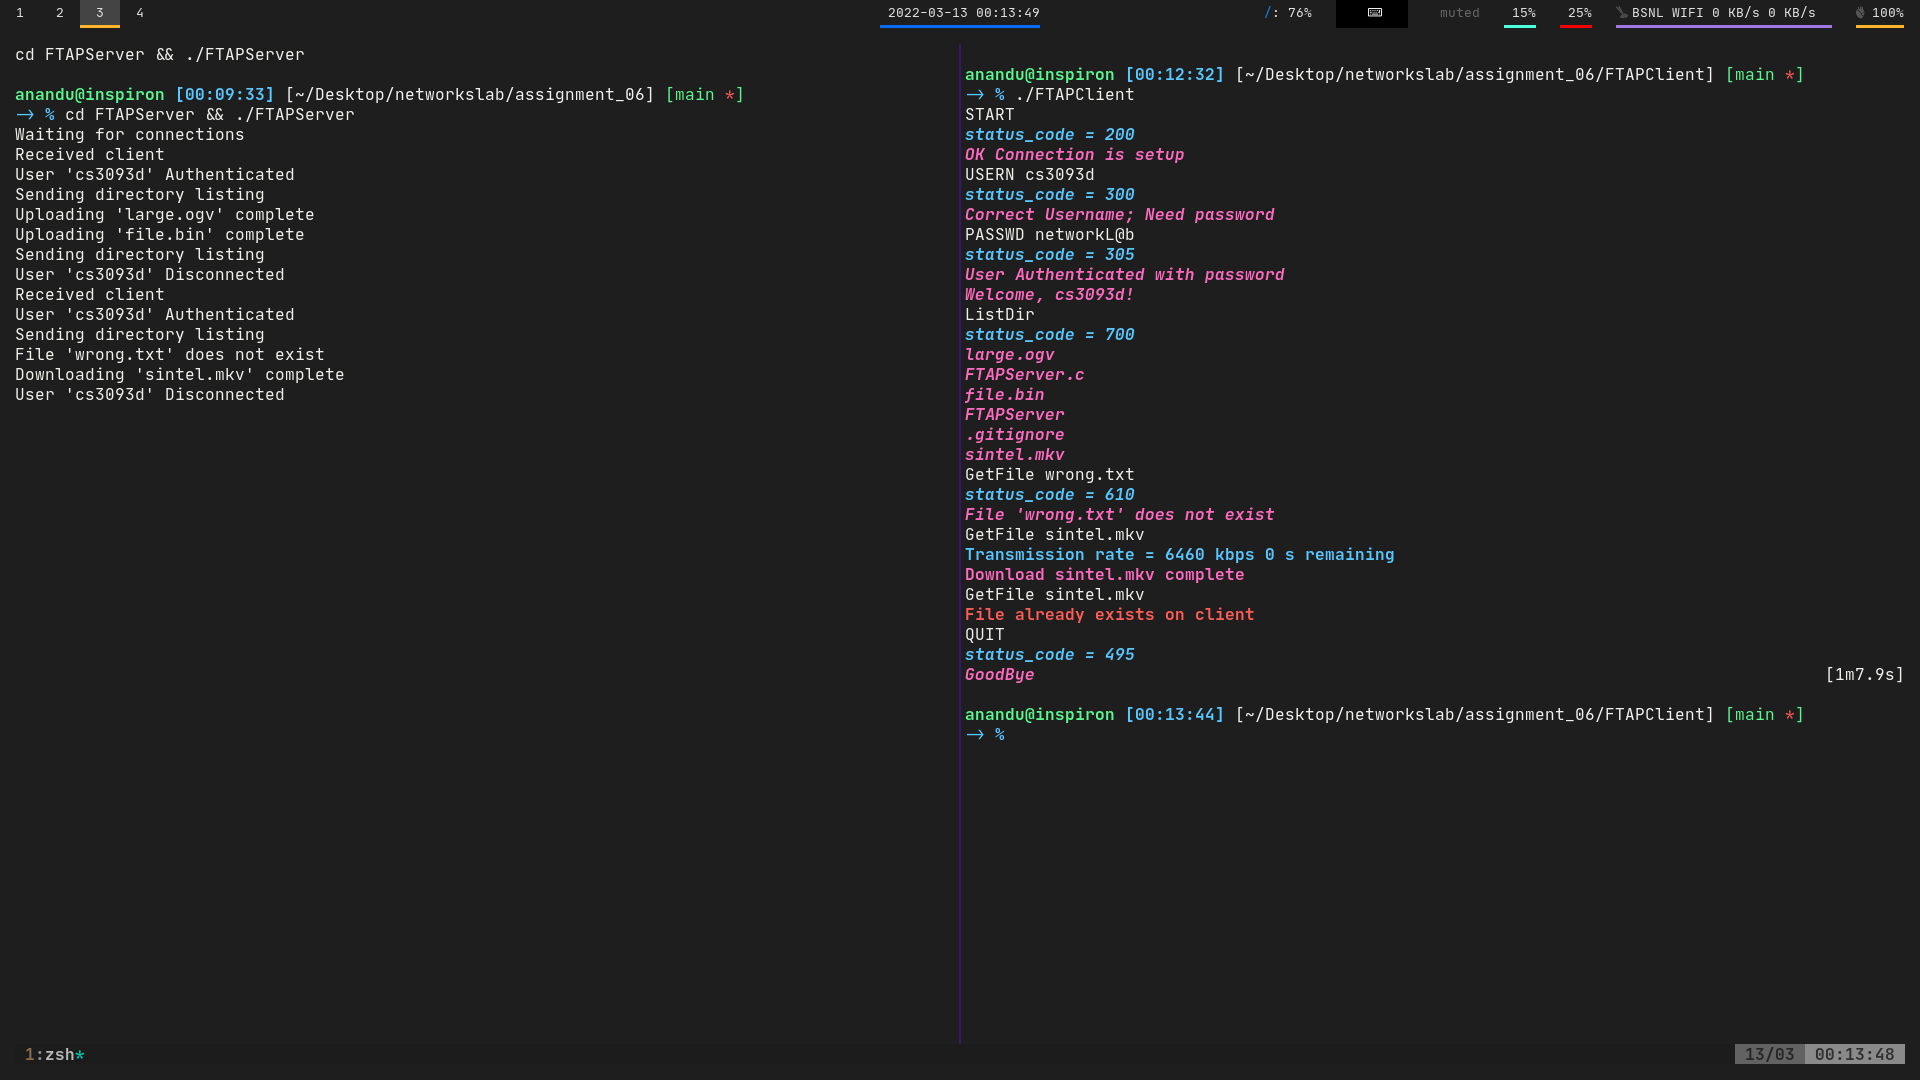 1 2 3 4 2022-03-13 00:13:49 /: 76% muted 15% 25% BSNL WIFI 0 KB/s 0 KB/s 100%
cd FTAPServer && ./FTAPServer
anandu@inspiron [00:09:33] [~/Desktop/networkslab/assignment_06] [main *]
→ % cd FTAPServer && ./FTAPServer
Waiting for connections
Received client
User 'cs3093d' Authenticated
Sending directory listing
Uploading 'large.ogv' complete
Uploading 'file.bin' complete
Sending directory listing
User 'cs3093d' Disconnected
Received client
User 'cs3093d' Authenticated
Sending directory listing
File 'wrong.txt' does not exist
Downloading 'sintel.mkv' complete
User 'cs3093d' Disconnected
anandu@inspiron [00:12:32] [~/Desktop/networkslab/assignment_06/FTAPClient] [main *]
→ % ./FTAPClient
START
status_code = 200
OK Connection is setup
USERN cs3093d
status_code = 300
Correct Username; Need password
PASSWD networkL@b
status_code = 305
User Authenticated with password
Welcome, cs3093d!
ListDir
status_code = 700
large.ogv
FTAPServer.c
file.bin
FTAPServer
.gitignore
sintel.mkv
GetFile wrong.txt
status_code = 610
File 'wrong.txt' does not exist
GetFile sintel.mkv
Transmission rate = 6460 kbps 0 s remaining
Download sintel.mkv complete
GetFile sintel.mkv
File already exists on client
QUIT
status_code = 495
GoodBye [1m7.9s]
anandu@inspiron [00:13:44] [~/Desktop/networkslab/assignment_06/FTAPClient] [main *]
→ %
1:zsh* 13/03 00:13:48